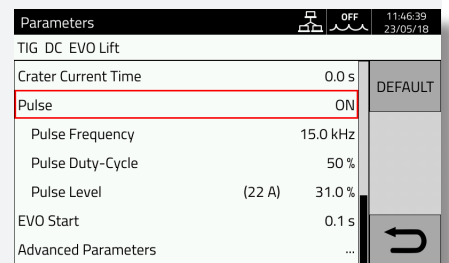 Parameters OFF 11:46:39
23/05/18
TIG DC EVO Lift
Crater Current Time 0.0 s
DEFAULT
Pulse ON
Pulse Frequency 15.0 kHz
Pulse Duty-Cycle 50 %
Pulse Level (22 A) 31.0 %
EVO Start 0.1 s
Advanced Parameters ...